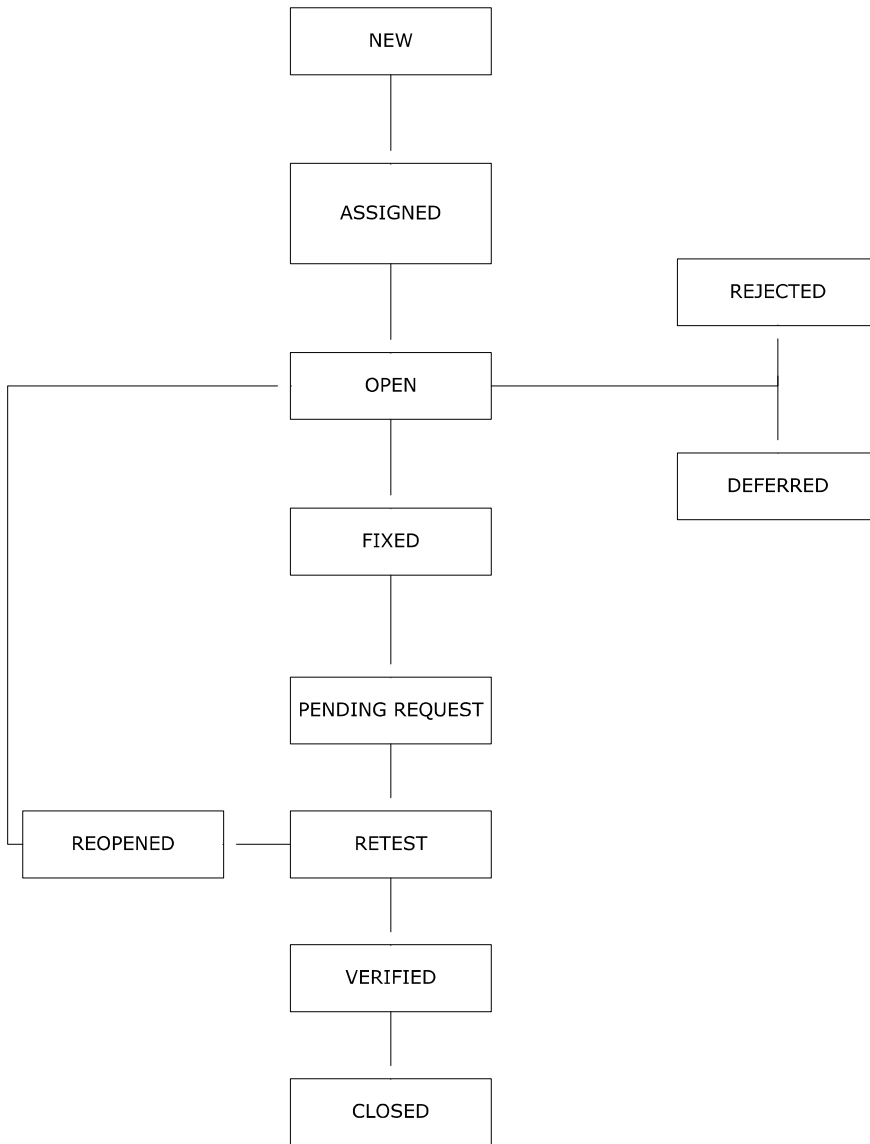 NEW
ASSIGNED
REJECTED
OPEN
DEFERRED
FIXED
PENDING REQUEST
REOPENED
RETEST
VERIFIED
CLOSED